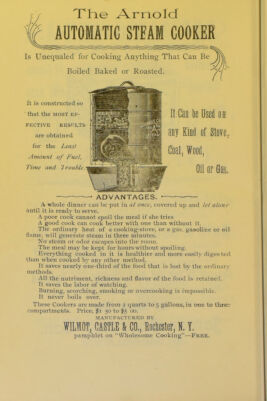 The Arnold
AUTOMATIC STEAM COOKER
Is Unequaled for Cooking Anything That Can Be
Boiled Baked or Roasted.
It is constructed so
that the MOST EF-
FECTIVE RESULTS
are obtained
for the Least
Amount of Fuel,
Time and Trouble.
It Can be Used on
any Kind of Stove,
Coal, Wood,
Oil or Gas.
ADVANTAGES.
A whole dinner can be put in at once, covered up and let alone
until it is ready to serve.
A poor cook cannot spoil the meal if she tries
A good cook can cook better with one than without it.
The ordinary heat of a cooking-stove, or a gas, gasoline or oil
flame, will generate steam in three minutes.
No steam or odor escapes into the room.
The meal may be kept for hours without spoiling.
Everything cooked in it is healthier and more easily digested
than when cooked by any other method.
It saves nearly one-third of the food that is lost by the ordinary
methods.
All the nutriment, richness and flavor of the food is retained.
It saves the labor of watching.
Burning, scorching, smoking or overcooking is impossible.
It never boils over.
These Cookers are made from 2 quarts to 5 gallons, in one to three
compartments. Price, $1 50 to $5 00.
MANUFACTURED BY
WILMOT, CASTLE & CO., Rochester, N. Y.
pamphlet on "Wholesome Cooking"—FREE.